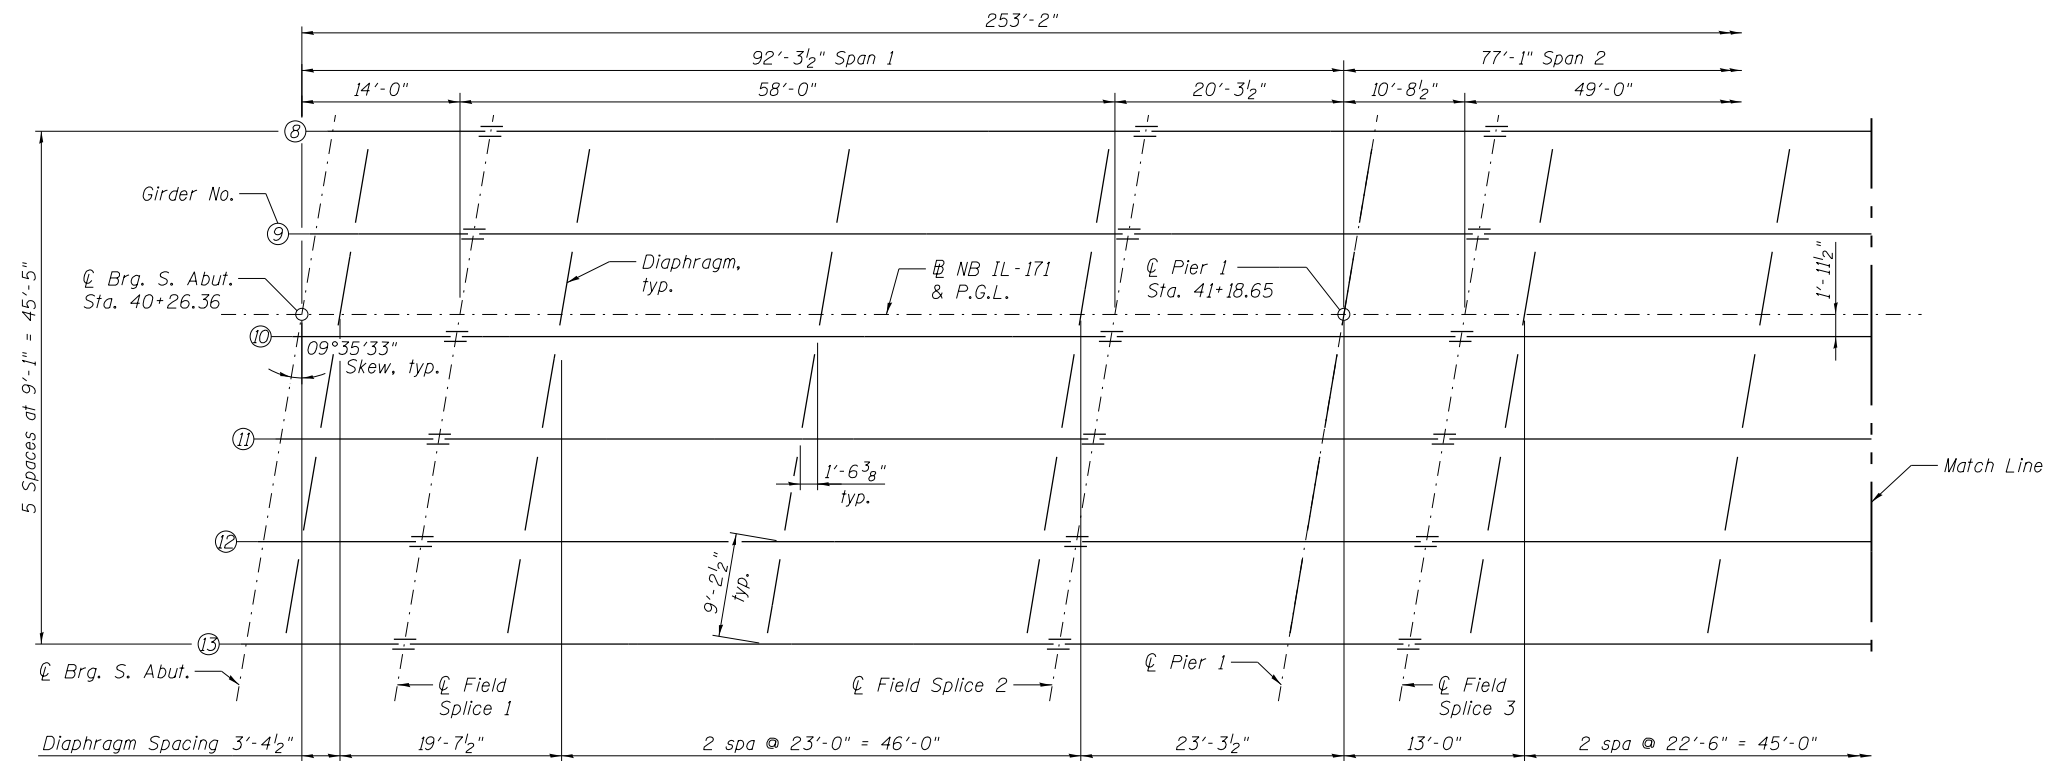 253'-2"
92'-3½" Span 1
77'-1" Span 2
14'-0"
58'-0"
20'-3½"
10'-8½"
49'-0"
8
Girder No.
9
℄ Brg. S. Abut.
Sta. 40+26.36
Diaphragm,
typ.
℔ NB IL-171
& P.G.L.
℄ Pier 1
Sta. 41+18.65
1'-11½"
5 Spaces at 9'-1" = 45'-5"
10
09°35'33"
Skew, typ.
11
1'-6⅜"
typ.
Match Line
12
9'-2½"
typ.
13
℄ Brg. S. Abut.
℄ Field
Splice 1
℄ Field Splice 2
℄ Pier 1
℄ Field
Splice 3
Diaphragm Spacing 3'-4½"
19'-7½"
2 spa @ 23'-0" = 46'-0"
23'-3½"
13'-0"
2 spa @ 22'-6" = 45'-0"